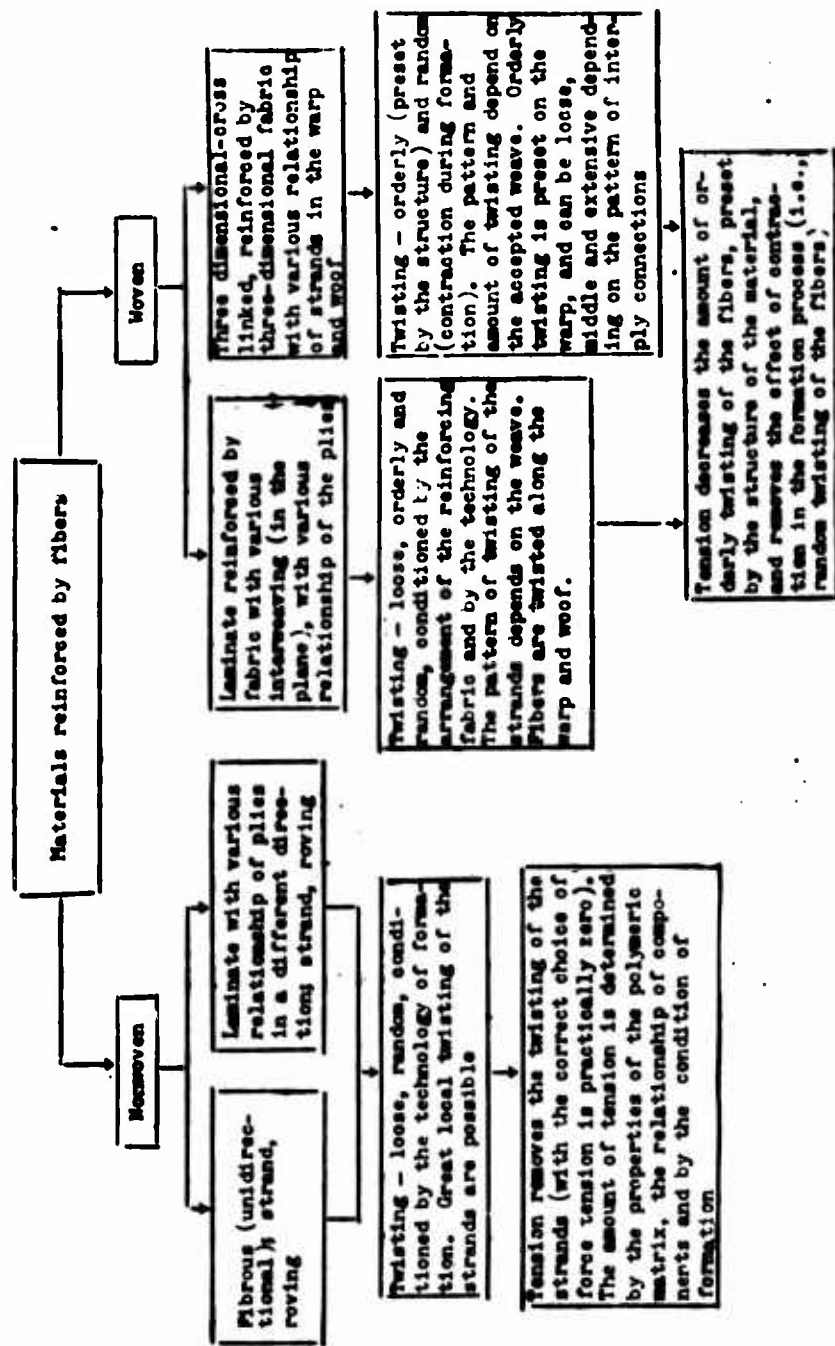 Materials reinforced by fibers
Nonwoven
Woven
Fibrous (unidirec-
tional); strand,
roving
Laminate with various
relationship of plies
in a different direc-
tion; strand, roving
Laminate reinforced by
fabric with various
interweaving (in the
plane), with various
relationship of the plies
Three dimensional-cross
linked, reinforced by
three-dimensional fabric
with various relationship
of strands in the warp
and woof
Twisting — loose, random, condi-
tioned by the technology of forma-
tion. Great local twisting of the
strands are possible
Twisting — loose, orderly and
random, conditioned by the
arrangement of the reinforcing
fabric and by the technology.
The pattern of twisting of the
strands depends on the weave.
Fibers are twisted along the
warp and woof.
Twisting — orderly (preset
by the structure) and random
(contraction during forma-
tion). The pattern and
amount of twisting depend on
the accepted weave. Orderly
twisting is preset on the
warp, and can be loose,
middle and extensive depend-
ing on the pattern of inter-
ply connections
Tension removes the twisting of the
strands (with the correct choice of
force tension is practically zero).
The amount of tension is determined
by the properties of the polymeric
matrix, the relationship of compo-
nents and by the condition of
formation
Tension decreases the amount of or-
derly twisting of the fibers, preset
by the structure of the material,
and removes the effect of contrac-
tion in the formation process (i.e.,
random twisting of the fibers)